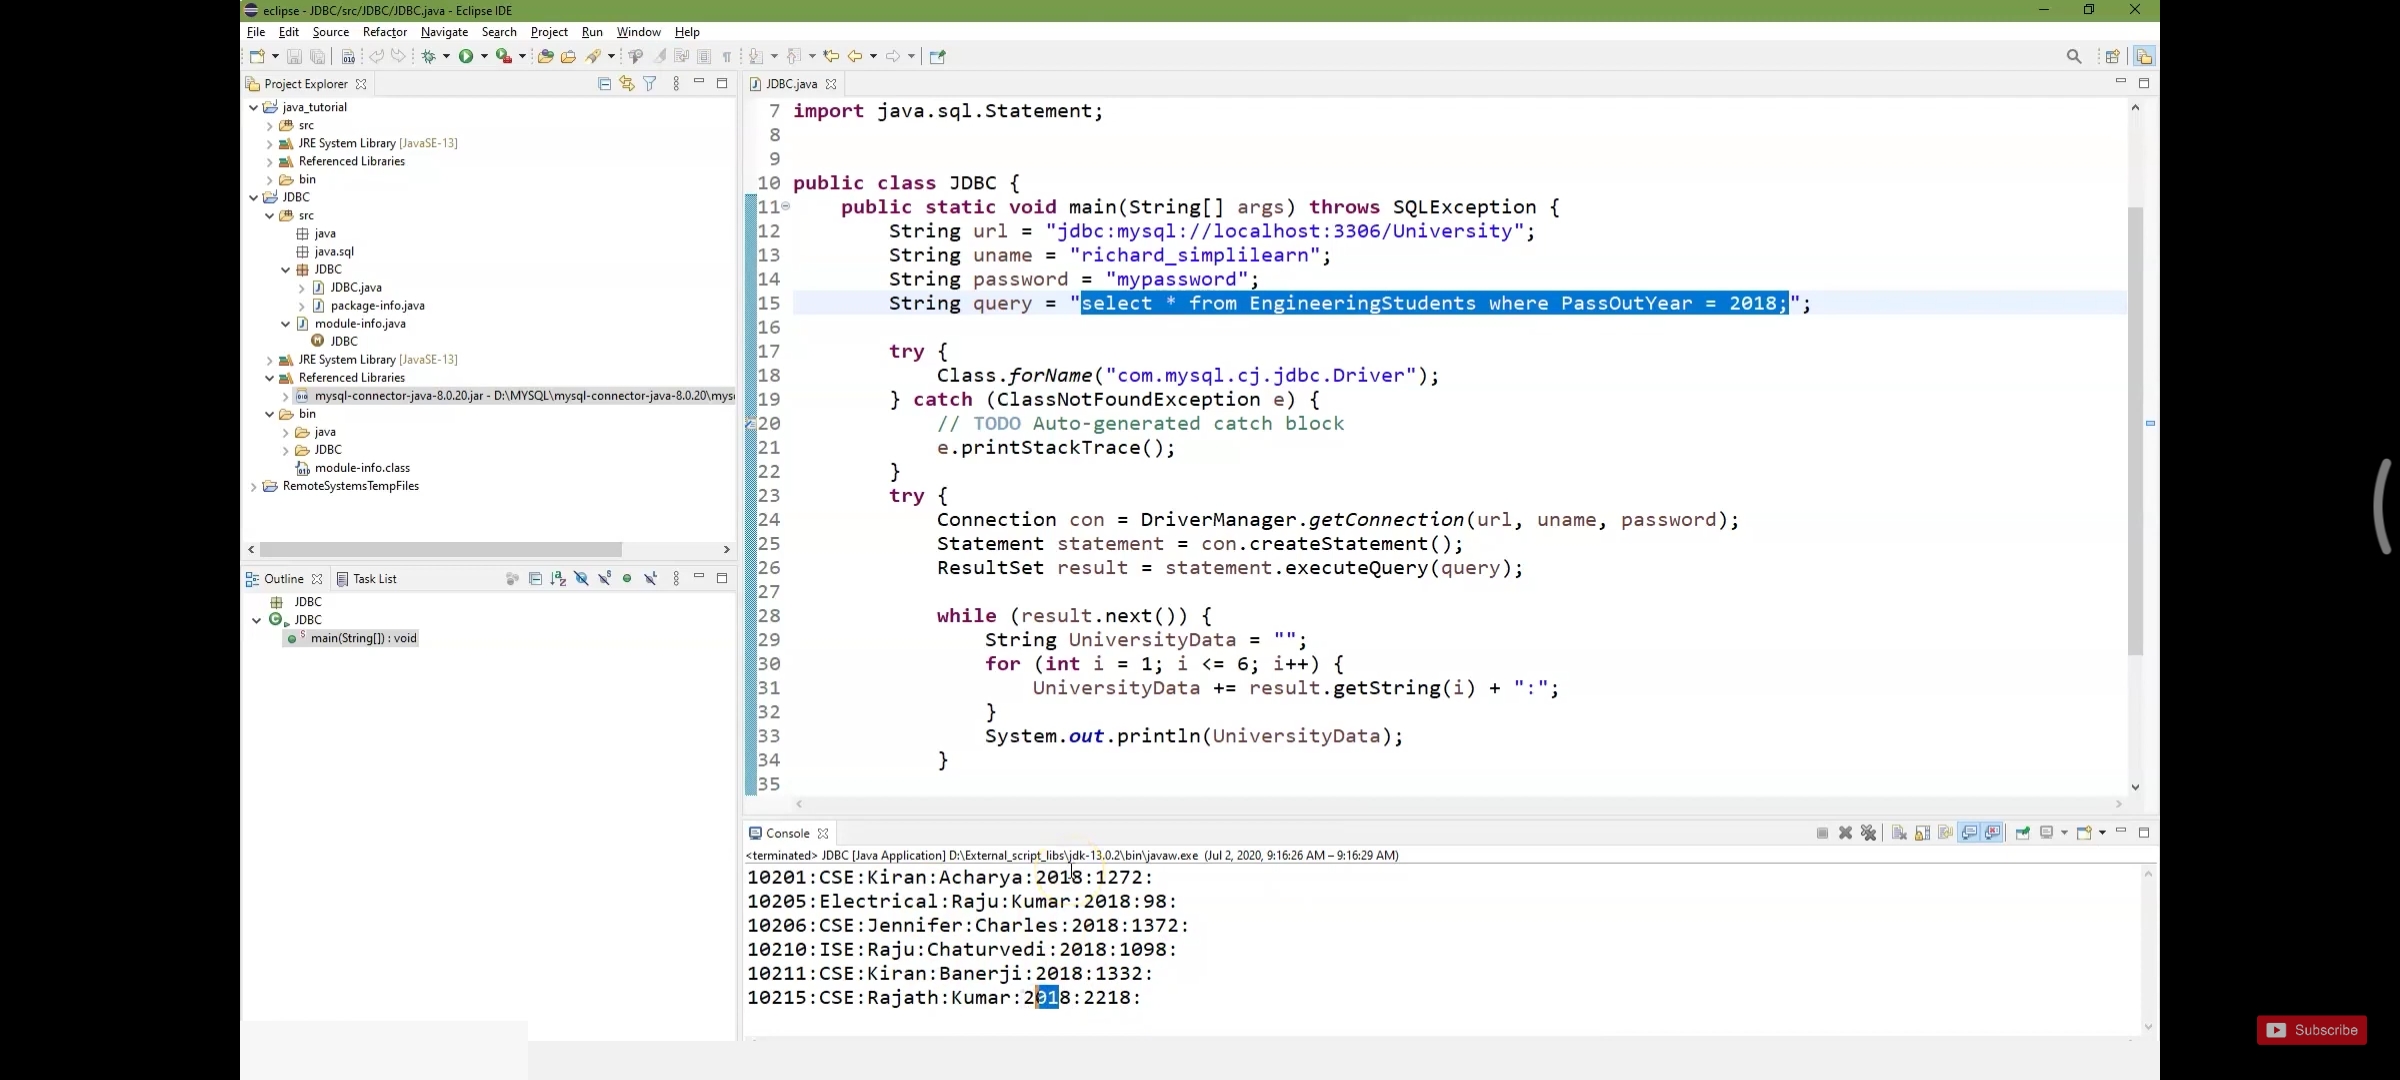 eclipse - JDBC/src/JDBC/JDBC.java - Eclipse IDE
File Edit Source Refactor Navigate Search Project Run Window Help
Project Explorer
java_tutorial
src
JRE System Library [JavaSE-13]
Referenced Libraries
bin
JDBC
src
java
java.sql
JDBC
JDBC.java
package-info.java
module-info.java
JDBC
JRE System Library [JavaSE-13]
Referenced Libraries
mysql-connector-java-8.0.20.jar - D:\MYSQL\mysql-connector-java-8.0.20\mys
bin
java
JDBC
module-info.class
RemoteSystemsTempFiles
Outline Task List
JDBC
JDBC
main(String[]) : void
JDBC.java
7 import java.sql.Statement;
8
9
10 public class JDBC {
11 public static void main(String[] args) throws SQLException {
12 String url = "jdbc:mysql://localhost:3306/University";
13 String uname = "richard_simplilearn";
14 String password = "mypassword";
15 String query = "select * from EngineeringStudents where PassOutYear = 2018;";
16
17 try {
18 Class.forName("com.mysql.cj.jdbc.Driver");
19 } catch (ClassNotFoundException e) {
20 // TODO Auto-generated catch block
21 e.printStackTrace();
22 }
23 try {
24 Connection con = DriverManager.getConnection(url, uname, password);
25 Statement statement = con.createStatement();
26 ResultSet result = statement.executeQuery(query);
27
28 while (result.next()) {
29 String UniversityData = "";
30 for (int i = 1; i <= 6; i++) {
31 UniversityData += result.getString(i) + ":";
32 }
33 System.out.println(UniversityData);
34 }
35
Console
<terminated> JDBC [Java Application] D:\External_script_libs\jdk-13.0.2\bin\javaw.exe (Jul 2, 2020, 9:16:26 AM – 9:16:29 AM)
10201:CSE:Kiran:Acharya:2018:1272:
10205:Electrical:Raju:Kumar:2018:98:
10206:CSE:Jennifer:Charles:2018:1372:
10210:ISE:Raju:Chaturvedi:2018:1098:
10211:CSE:Kiran:Banerji:2018:1332:
10215:CSE:Rajath:Kumar:2018:2218:
Subscribe